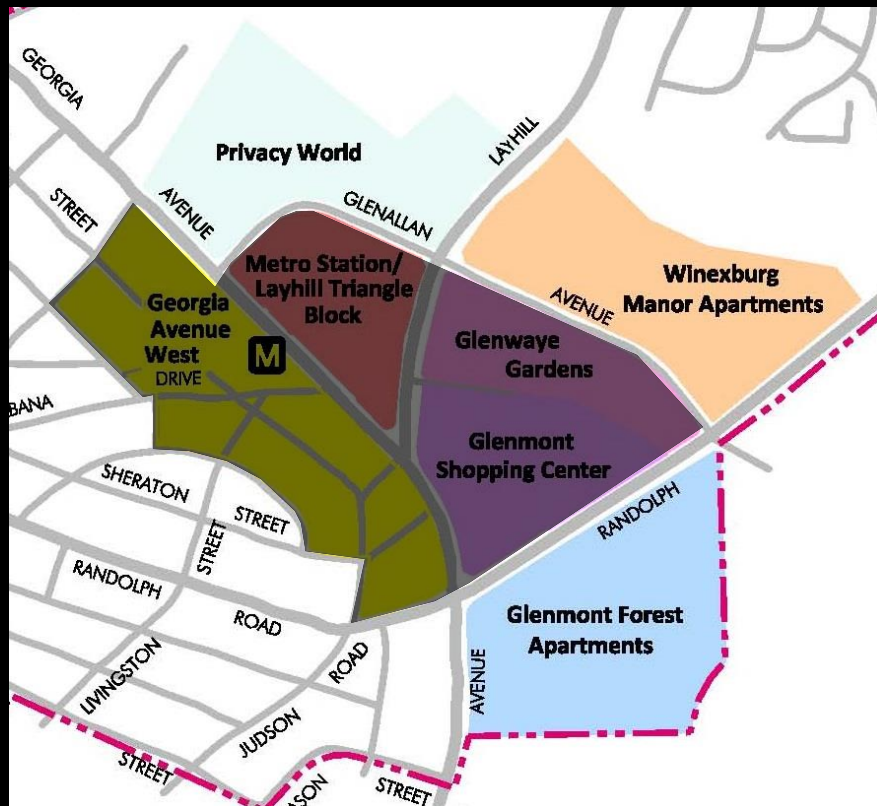 GEORGIA
AVENUE
STREET
Privacy World
LAYHILL
GLENALLAN
AVENUE
Metro Station/
Layhill Triangle
Block
Winexburg
Manor Apartments
Georgia
Avenue
West
M
DRIVE
Glenwaye
Gardens
BANA
Glenmont
Shopping Center
SHERATON
STREET
STREET
RANDOLPH
RANDOLPH
ROAD
Glenmont Forest
Apartments
LIVINGSTON
ROAD
JUDSON
AVENUE
STREET
ASON
STREET